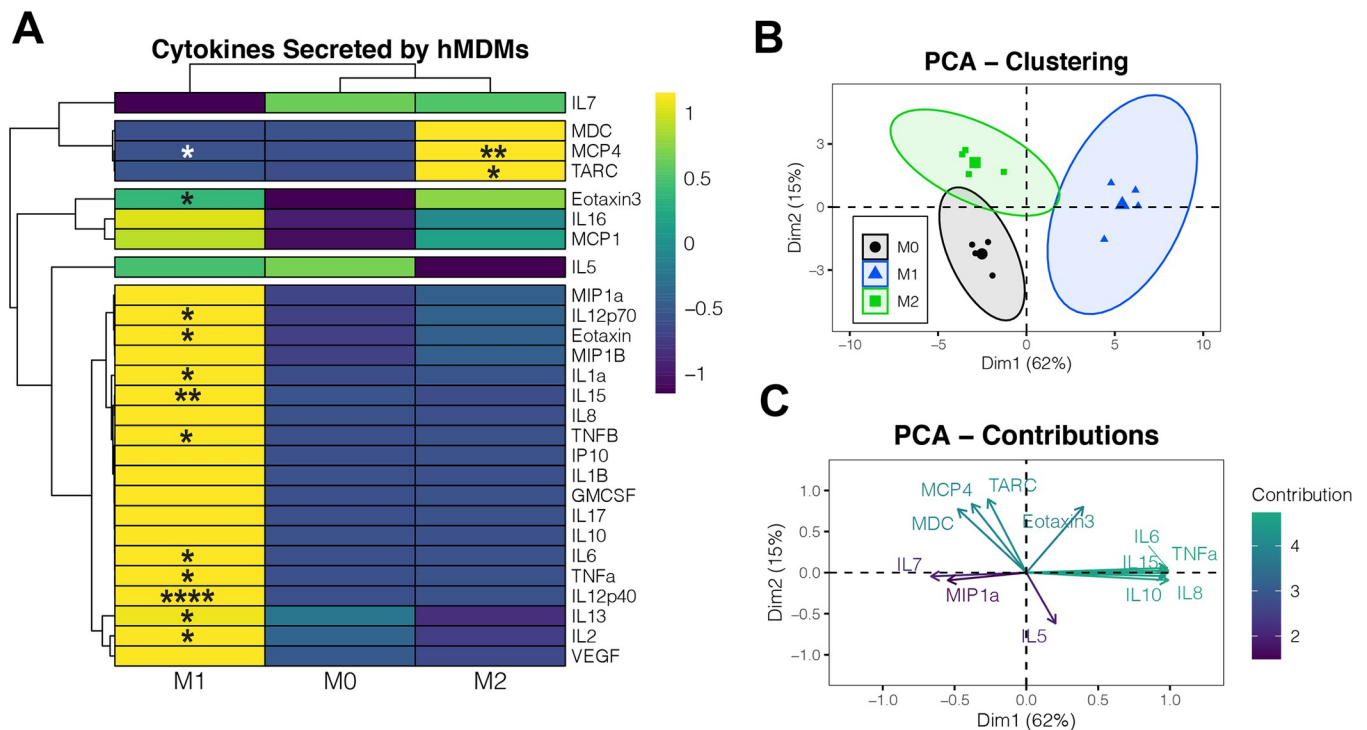 A
Cytokines Secreted by hMDMs
IL7
MDC
* ** MCP4
* TARC
* Eotaxin3
IL16
MCP1
IL5
MIP1a
* IL12p70
* Eotaxin
MIP1B
* IL1a
** IL15
IL8
* TNFB
IP10
IL1B
GMCSF
IL17
IL10
* IL6
* TNFa
**** IL12p40
* IL13
* IL2
VEGF
M1 M0 M2
1
0.5
0
−0.5
−1
B
PCA – Clustering
Dim2 (15%)
3
0
−3
M0
M1
M2
−10 −5 0 5 10
Dim1 (62%)
C
PCA – Contributions
Dim2 (15%)
1.0
0.5
0.0
−0.5
−1.0
MCP4 TARC
MDC Eotaxin3
IL6
IL15 TNFa
IL7
MIP1a IL10 IL8
IL5
−1.0 −0.5 0.0 0.5 1.0
Dim1 (62%)
Contribution
4
3
2